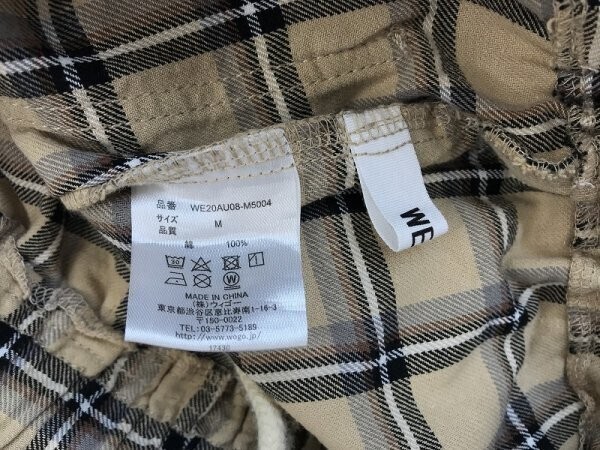 品番 WE20AU08-M5004
サイズ M
品質
綿 100%
MADE IN CHINA
(株)ウィゴー
東京都渋谷区恵比寿南1-16-3
〒150-0022
TEL:03-5773-5189
http://www.wego.jp/
17430
WE